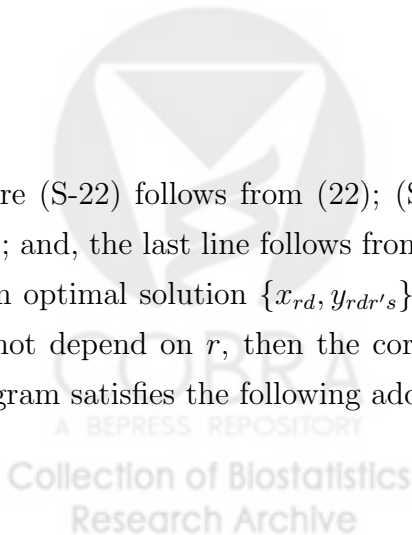 re (S-22) follows from (22); (S
; and, the last line follows from
n optimal solution {x_{rd}, y_{rdr's}}
not depend on r, then the cor
gram satisfies the following add
COBRA
A BEPRESS REPOSITORY
Collection of Biostatistics
Research Archive